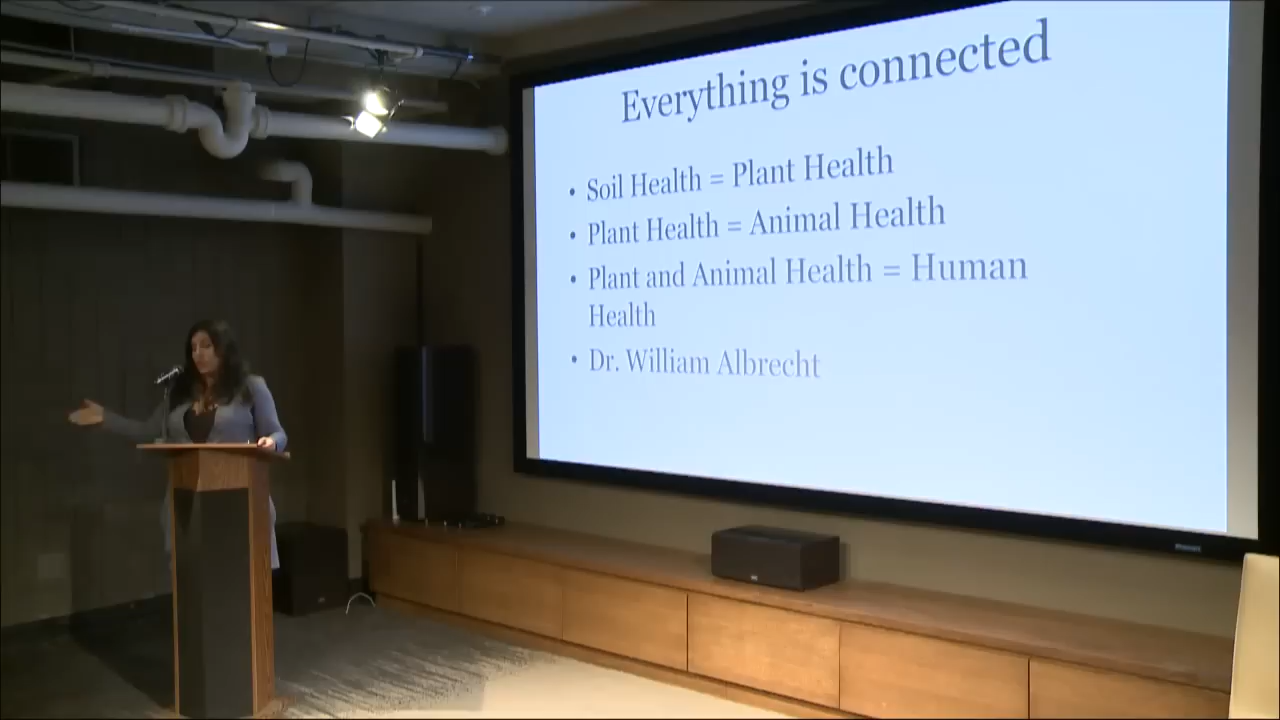 Everything is connected
• Soil Health = Plant Health
• Plant Health = Animal Health
• Plant and Animal Health = Human
Health
• Dr. William Albrecht